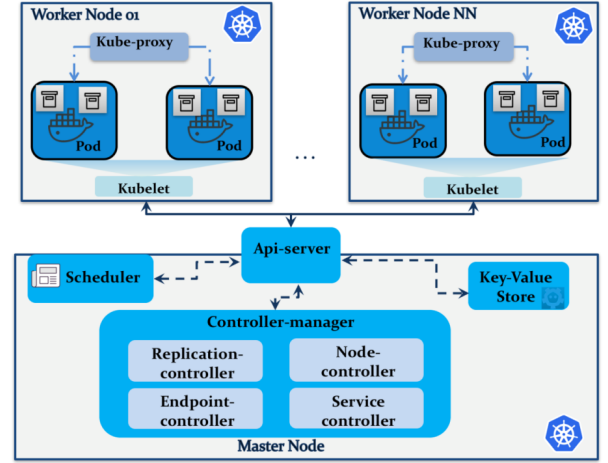 Worker Node 01
Kube-proxy
Pod
Pod
Kubelet
Worker Node NN
Kube-proxy
Pod
Pod
Kubelet
...
Api-server
Scheduler
Key-Value
Store
Controller-manager
Replication-
controller
Node-
controller
Endpoint-
controller
Service
controller
Master Node